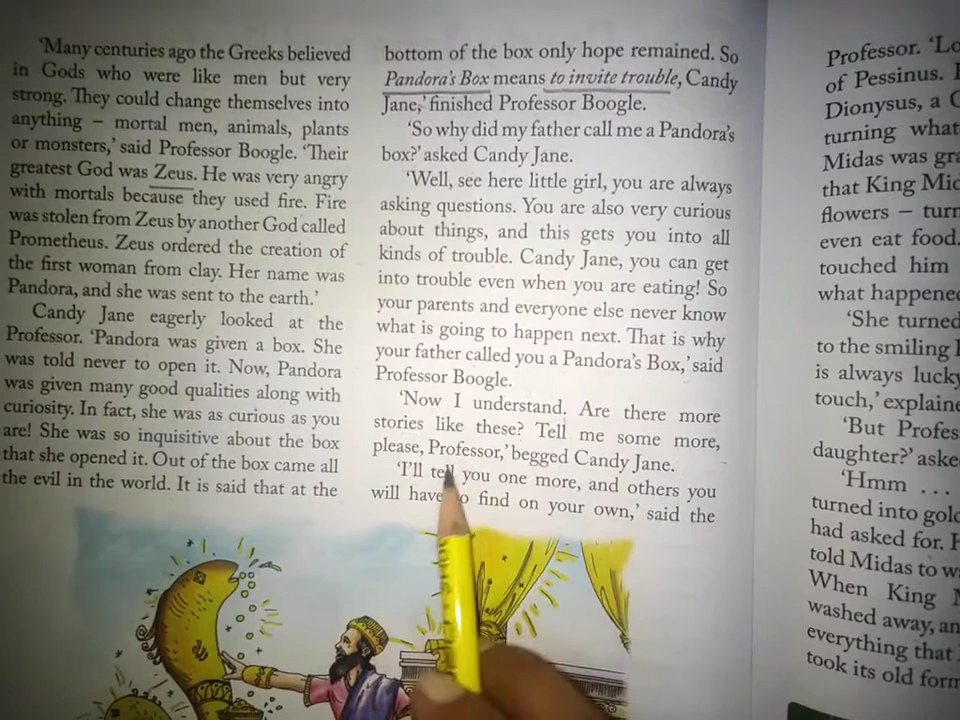 'Many centuries ago the Greeks believed
in Gods who were like men but very
strong. They could change themselves into
anything – mortal men, animals, plants
or monsters,' said Professor Boogle. 'Their
greatest God was Zeus. He was very angry
with mortals because they used fire. Fire
was stolen from Zeus by another God called
Prometheus. Zeus ordered the creation of
the first woman from clay. Her name was
Pandora, and she was sent to the earth.'
Candy Jane eagerly looked at the
Professor. 'Pandora was given a box. She
was told never to open it. Now, Pandora
was given many good qualities along with
curiosity. In fact, she was as curious as you
are! She was so inquisitive about the box
that she opened it. Out of the box came all
the evil in the world. It is said that at the
bottom of the box only hope remained. So
Pandora's Box means to invite trouble, Candy
Jane,' finished Professor Boogle.
'So why did my father call me a Pandora's
box?' asked Candy Jane.
'Well, see here little girl, you are always
asking questions. You are also very curious
about things, and this gets you into all
kinds of trouble. Candy Jane, you can get
into trouble even when you are eating! So
your parents and everyone else never know
what is going to happen next. That is why
your father called you a Pandora's Box,' said
Professor Boogle.
'Now I understand. Are there more
stories like these? Tell me some more,
please, Professor,' begged Candy Jane.
'I'll tell you one more, and others you
will have to find on your own,' said the
Professor.
of Pessinus.
Dionysus, a
turning what
Midas was
that King
flowers – turn
even eat food.
touched him
what happened
'She turned
to the smiling
is always lucky
touch,' explained
'But
daughter?' asked
'Hmm ...
turned into gold
had asked for.
told Midas to
When King
washed away,
everything that
took its old form